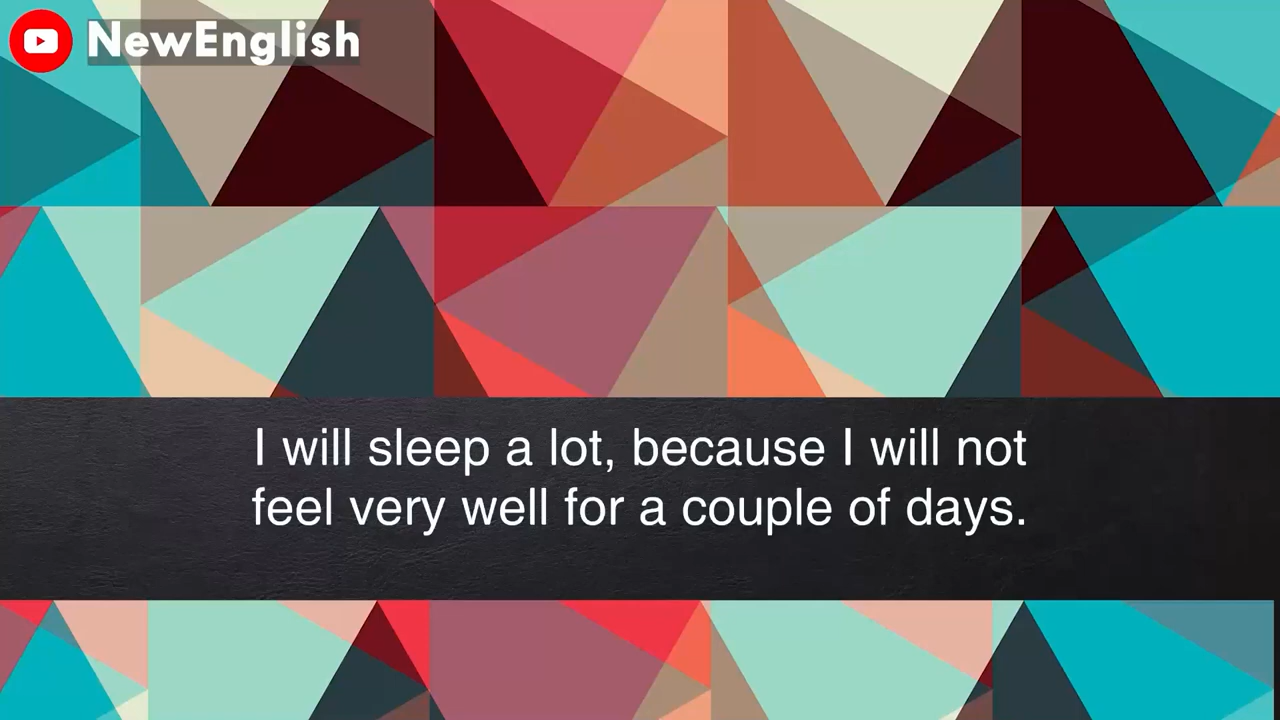 NewEnglish
I will sleep a lot, because I will not
feel very well for a couple of days.